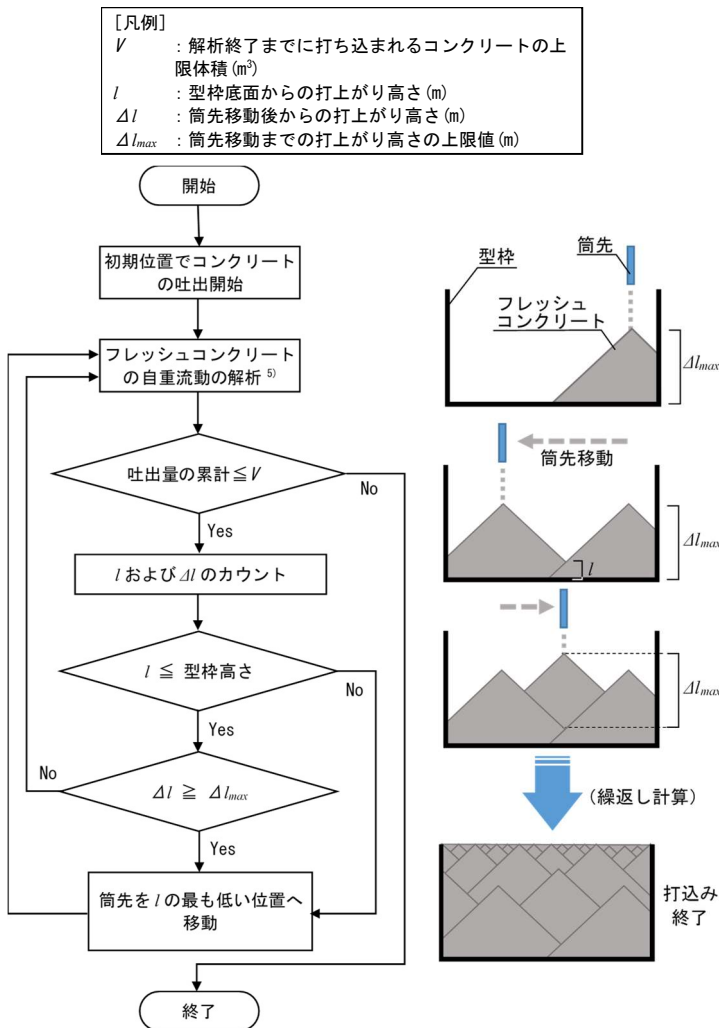 [凡例]
V ：解析終了までに打ち込まれるコンクリートの上
限体積(m³)
l ：型枠底面からの打上がり高さ(m)
Δl ：筒先移動後からの打上がり高さ(m)
Δlmax ：筒先移動までの打上がり高さの上限値(m)
開始
初期位置でコンクリート
の吐出開始
フレッシュコンクリート
の自重流動の解析 5)
吐出量の累計≦V
No
Yes
lおよびΔlのカウント
l ≦ 型枠高さ
No
Yes
No
Δl ≧ Δlmax
Yes
筒先をlの最も低い位置へ
移動
終了
筒先
型枠
フレッシュ
コンクリート
Δlmax
筒先移動
Δlmax
l
Δlmax
(繰返し計算)
打込み
終了